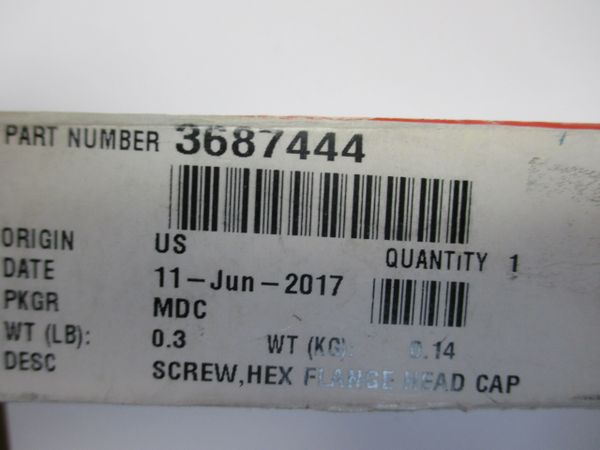 PART NUMBER 3687444
ORIGIN US QUANTITY 1
DATE 11-Jun-2017
PKGR MDC
WT (LB): 0.3 WT (KG): 0.14
DESC SCREW,HEX FLANGE HEAD CAP